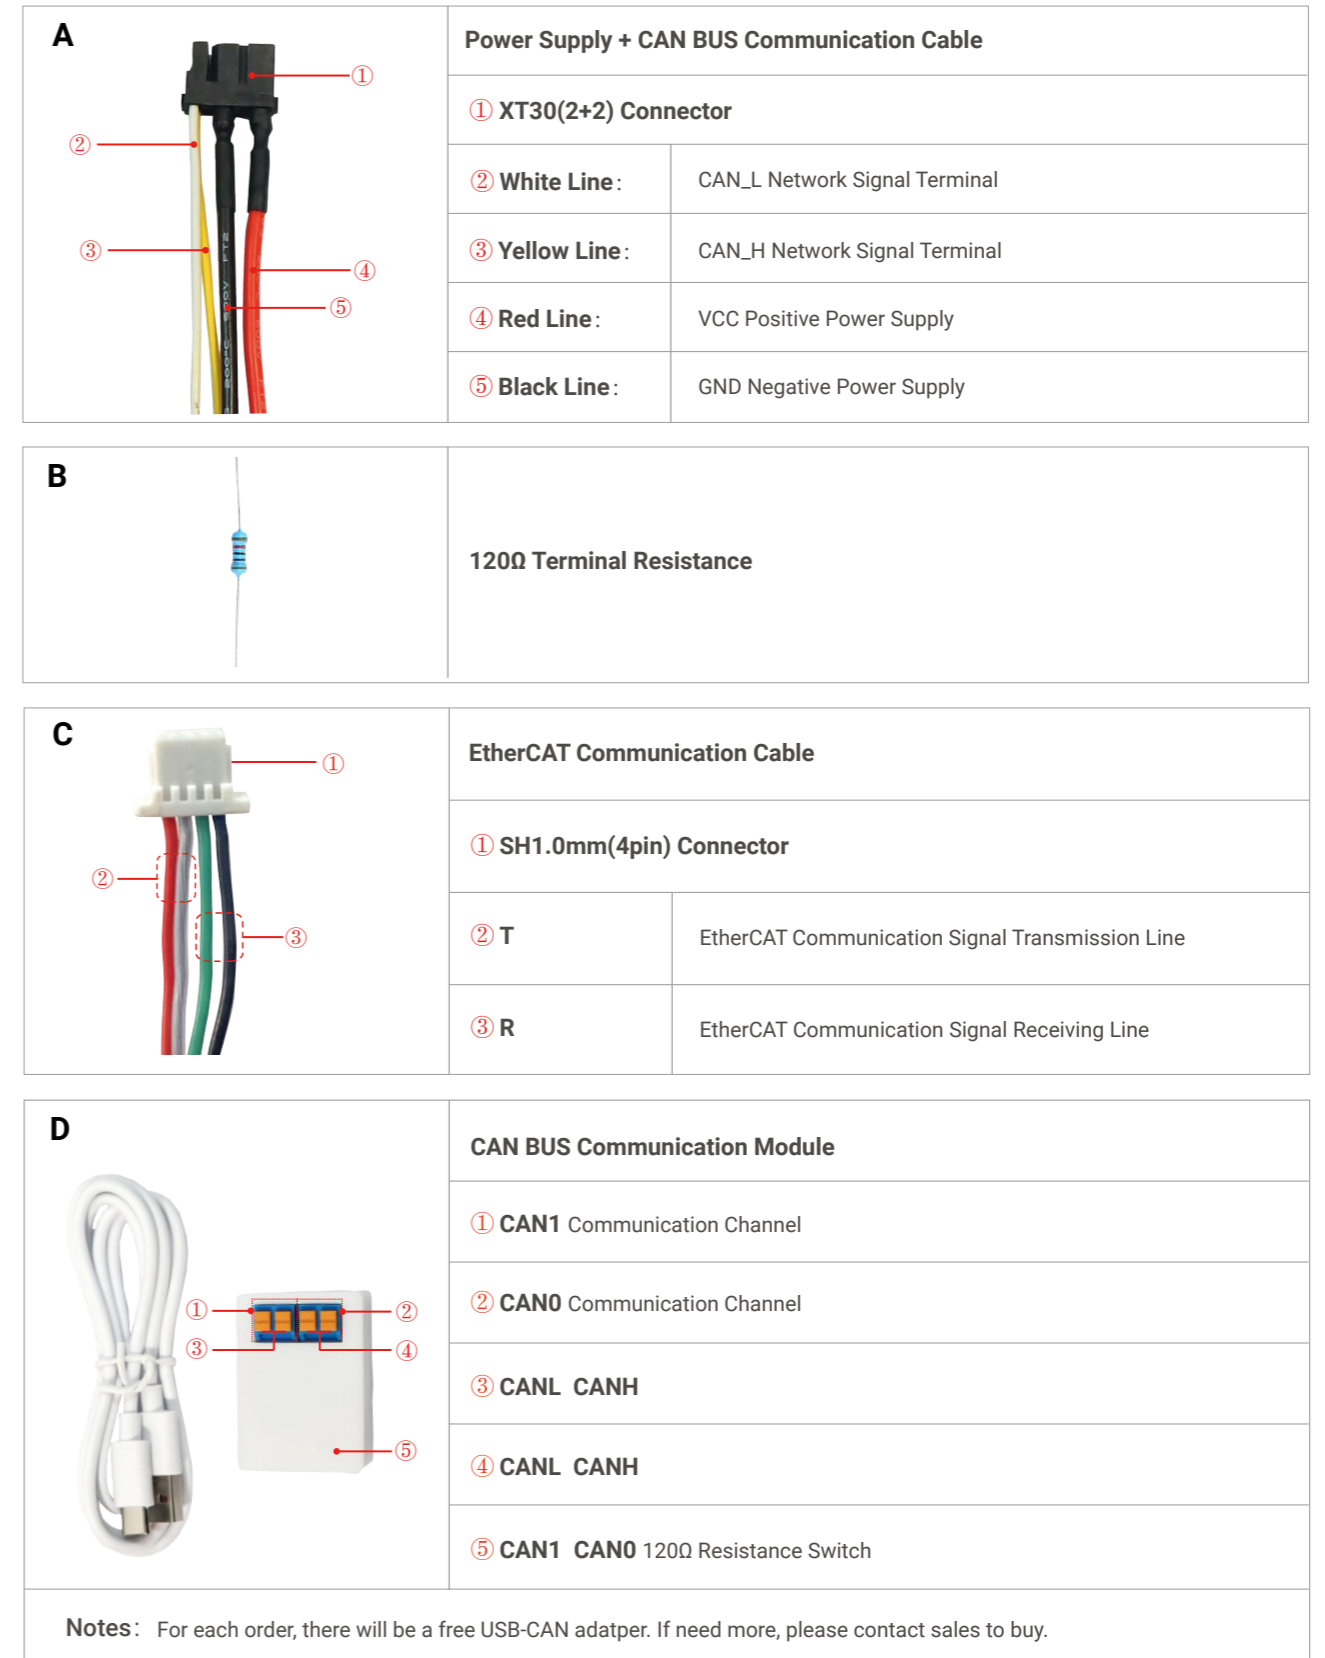 A
Power Supply + CAN BUS Communication Cable
① XT30(2+2) Connector
② White Line: CAN_L Network Signal Terminal
③ Yellow Line: CAN_H Network Signal Terminal
④ Red Line: VCC Positive Power Supply
⑤ Black Line: GND Negative Power Supply
①
②
③
④
⑤
FT2
200°C
B
120Ω Terminal Resistance
C
EtherCAT Communication Cable
① SH1.0mm(4pin) Connector
② T EtherCAT Communication Signal Transmission Line
③ R EtherCAT Communication Signal Receiving Line
①
②
③
D
CAN BUS Communication Module
① CAN1 Communication Channel
② CAN0 Communication Channel
③ CANL CANH
④ CANL CANH
⑤ CAN1 CAN0 120Ω Resistance Switch
①
②
③
④
⑤
Notes: For each order, there will be a free USB-CAN adatper. If need more, please contact sales to buy.